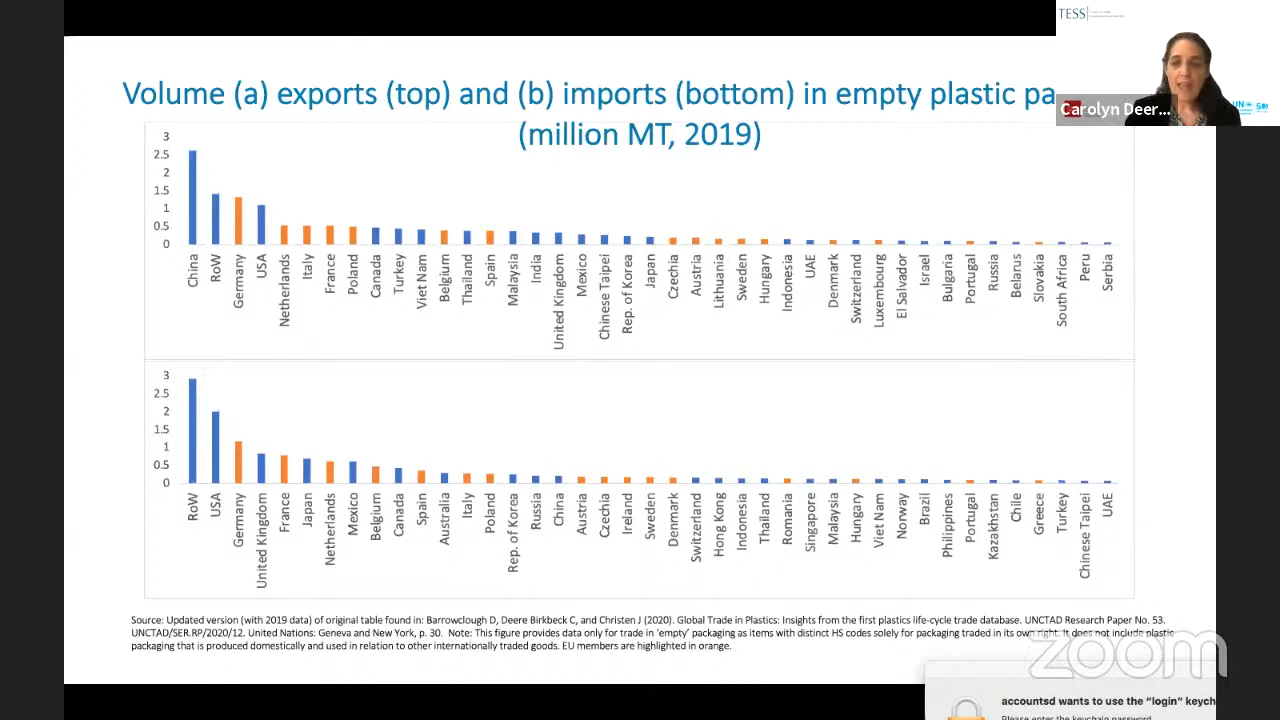 TESS
Volume (a) exports (top) and (b) imports (bottom) in empty plastic pa
Carolyn Deer...
UN
50
(million MT, 2019)
3
2.5
2
1.5
1
0.5
0
China
RoW
Germany
USA
Netherlands
Italy
France
Poland
Canada
Turkey
Viet Nam
Belgium
Thailand
Spain
Malaysia
India
United Kingdom
Mexico
Chinese Taipei
Rep. of Korea
Japan
Czechia
Austria
Lithuania
Sweden
Hungary
Indonesia
UAE
Denmark
Switzerland
Luxembourg
El Salvador
Israel
Bulgaria
Portugal
Russia
Belarus
Slovakia
South Africa
Peru
Serbia
3
2.5
2
1.5
1
0.5
0
RoW
USA
Germany
United Kingdom
France
Japan
Netherlands
Mexico
Belgium
Canada
Spain
Australia
Italy
Poland
Rep. of Korea
Russia
China
Austria
Czechia
Ireland
Sweden
Denmark
Switzerland
Hong Kong
Indonesia
Thailand
Romania
Singapore
Malaysia
Hungary
Viet Nam
Norway
Brazil
Philippines
Portugal
Kazakhstan
Chile
Greece
Turkey
Chinese Taipei
UAE
Source: Updated version (with 2019 data) of original table found in: Barrowclough D, Deere Birkbeck C, and Christen J (2020). Global Trade in Plastics: Insights from the first plastics life-cycle trade database. UNCTAD Research Paper No. 53.
UNCTAD/SER.RP/2020/12. United Nations: Geneva and New York, p. 30. Note: This figure provides data only for trade in 'empty' packaging as items with distinct HS codes solely for packaging traded in its own right. It does not include plastic
packaging that is produced domestically and used in relation to other internationally traded goods. EU members are highlighted in orange.
zoom
accountsd wants to use the "login" keych
Please enter the keychain password